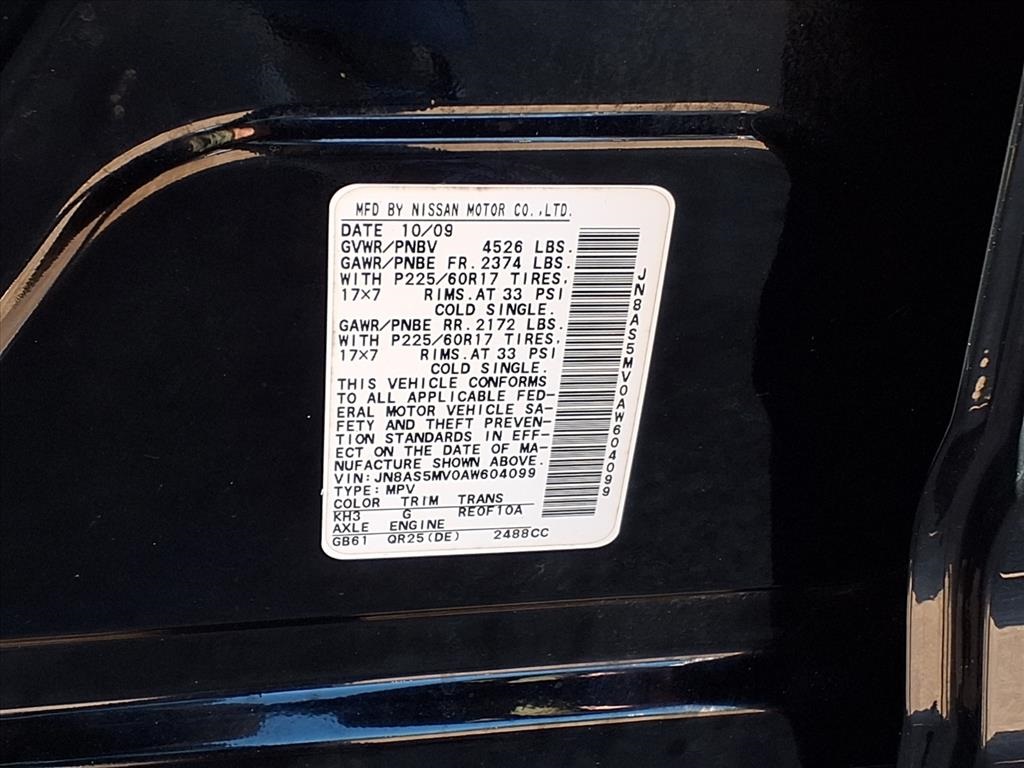 MFD BY NISSAN MOTOR CO.,LTD.
DATE 10/09
GVWR/PNBV 4526 LBS.
GAWR/PNBE FR. 2374 LBS.
WITH P225/60R17 TIRES,
17×7 RIMS.AT 33 PSI
COLD SINGLE.
GAWR/PNBE RR. 2172 LBS.
WITH P225/60R17 TIRES,
17×7 RIMS.AT 33 PSI
COLD SINGLE.
THIS VEHICLE CONFORMS
TO ALL APPLICABLE FED-
ERAL MOTOR VEHICLE SA-
FETY AND THEFT PREVEN-
TION STANDARDS IN EFF-
ECT ON THE DATE OF MA-
NUFACTURE SHOWN ABOVE.
VIN:JN8AS5MV0AW604099
TYPE:MPV
COLOR TRIM TRANS
KH3 G RE0F10A
AXLE ENGINE
GB61 QR25(DE) 2488CC
JN8AS5MV0AW604099